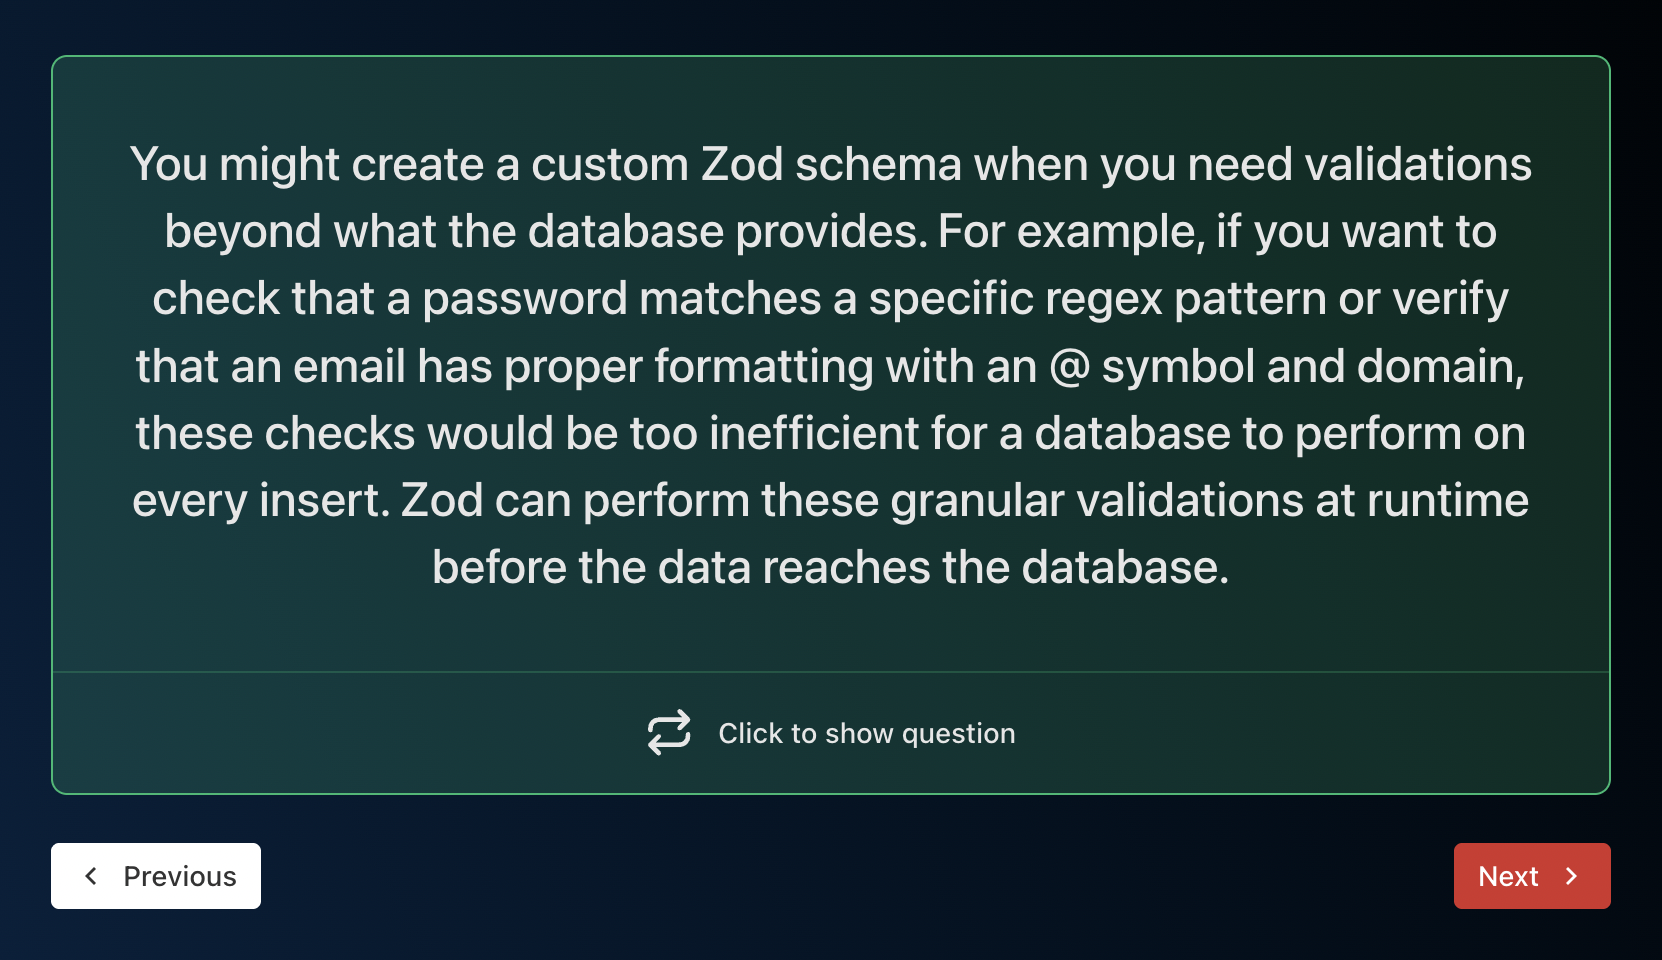 You might create a custom Zod schema when you need validations
beyond what the database provides. For example, if you want to
check that a password matches a specific regex pattern or verify
that an email has proper formatting with an @ symbol and domain,
these checks would be too inefficient for a database to perform on
every insert. Zod can perform these granular validations at runtime
before the data reaches the database.
Click to show question
Previous
Next